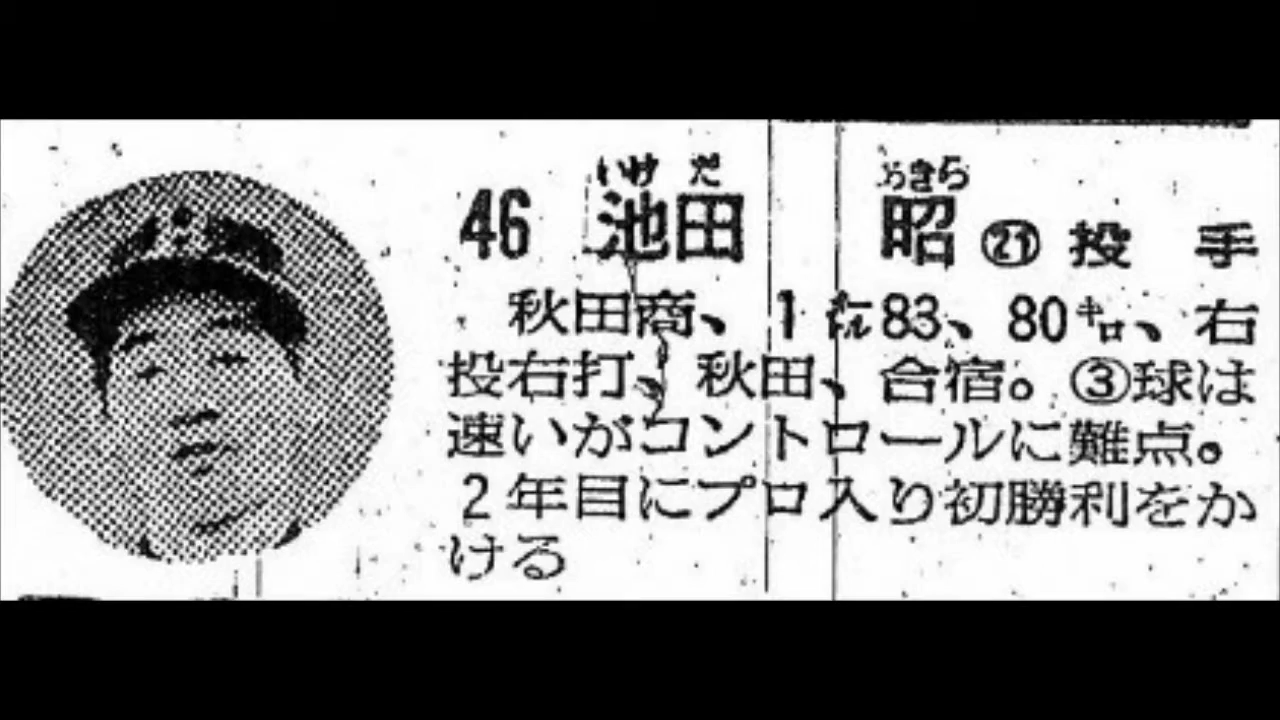 いけ だ あきら
46 池田 昭 ㉑ 投手
秋田商、1㍍83、80㌔、右
投右打、秋田、合宿。③球は
速いがコントロールに難点。
2年目にプロ入り初勝利をか
ける